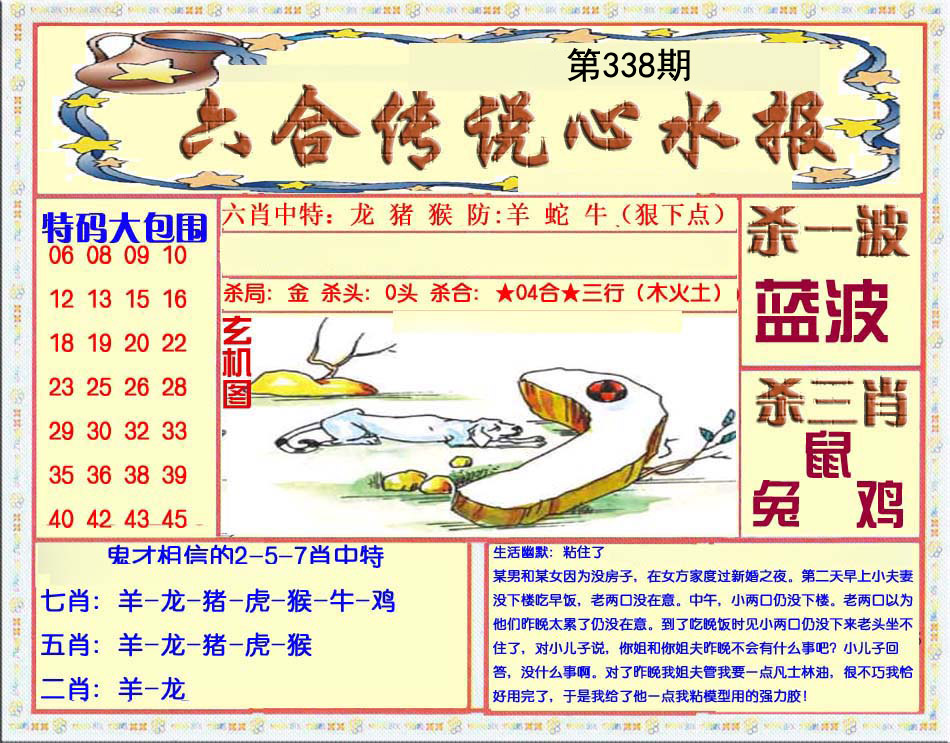 第338期
六合传说心水报
特码大包围
06 08 09 10
12 13 15 16
18 19 20 22
23 25 26 28
29 30 32 33
35 36 38 39
40 42 43 45
六肖中特：龙 猪 猴 防:羊 蛇 牛（狠下点）
杀局：金 杀头：0头 杀合：★04合★三行（木火土）
玄机图
杀一波
蓝波
杀三肖
鼠
兔 鸡
鬼才相信的2-5-7肖中特
七肖：羊-龙-猪-虎-猴-牛-鸡
五肖：羊-龙-猪-虎-猴
二肖：羊-龙
生活幽默：粘住了
某男和某女因为没房子，在女方家度过新婚之夜。第二天早上小夫妻
没下楼吃早饭，老两口没在意。中午，小两口仍没下楼。老两口以为
他们昨晚太累了仍没在意。到了吃晚饭时见小两口仍没下来老头坐不
住了，对小儿子说，你姐和你姐夫昨晚不会有什么事吧？小儿子回
答，没什么事啊。对了昨晚我姐夫管我要一点凡士林油，很不巧我恰
好用完了，于是我给了他一点我粘模型用的强力胶！